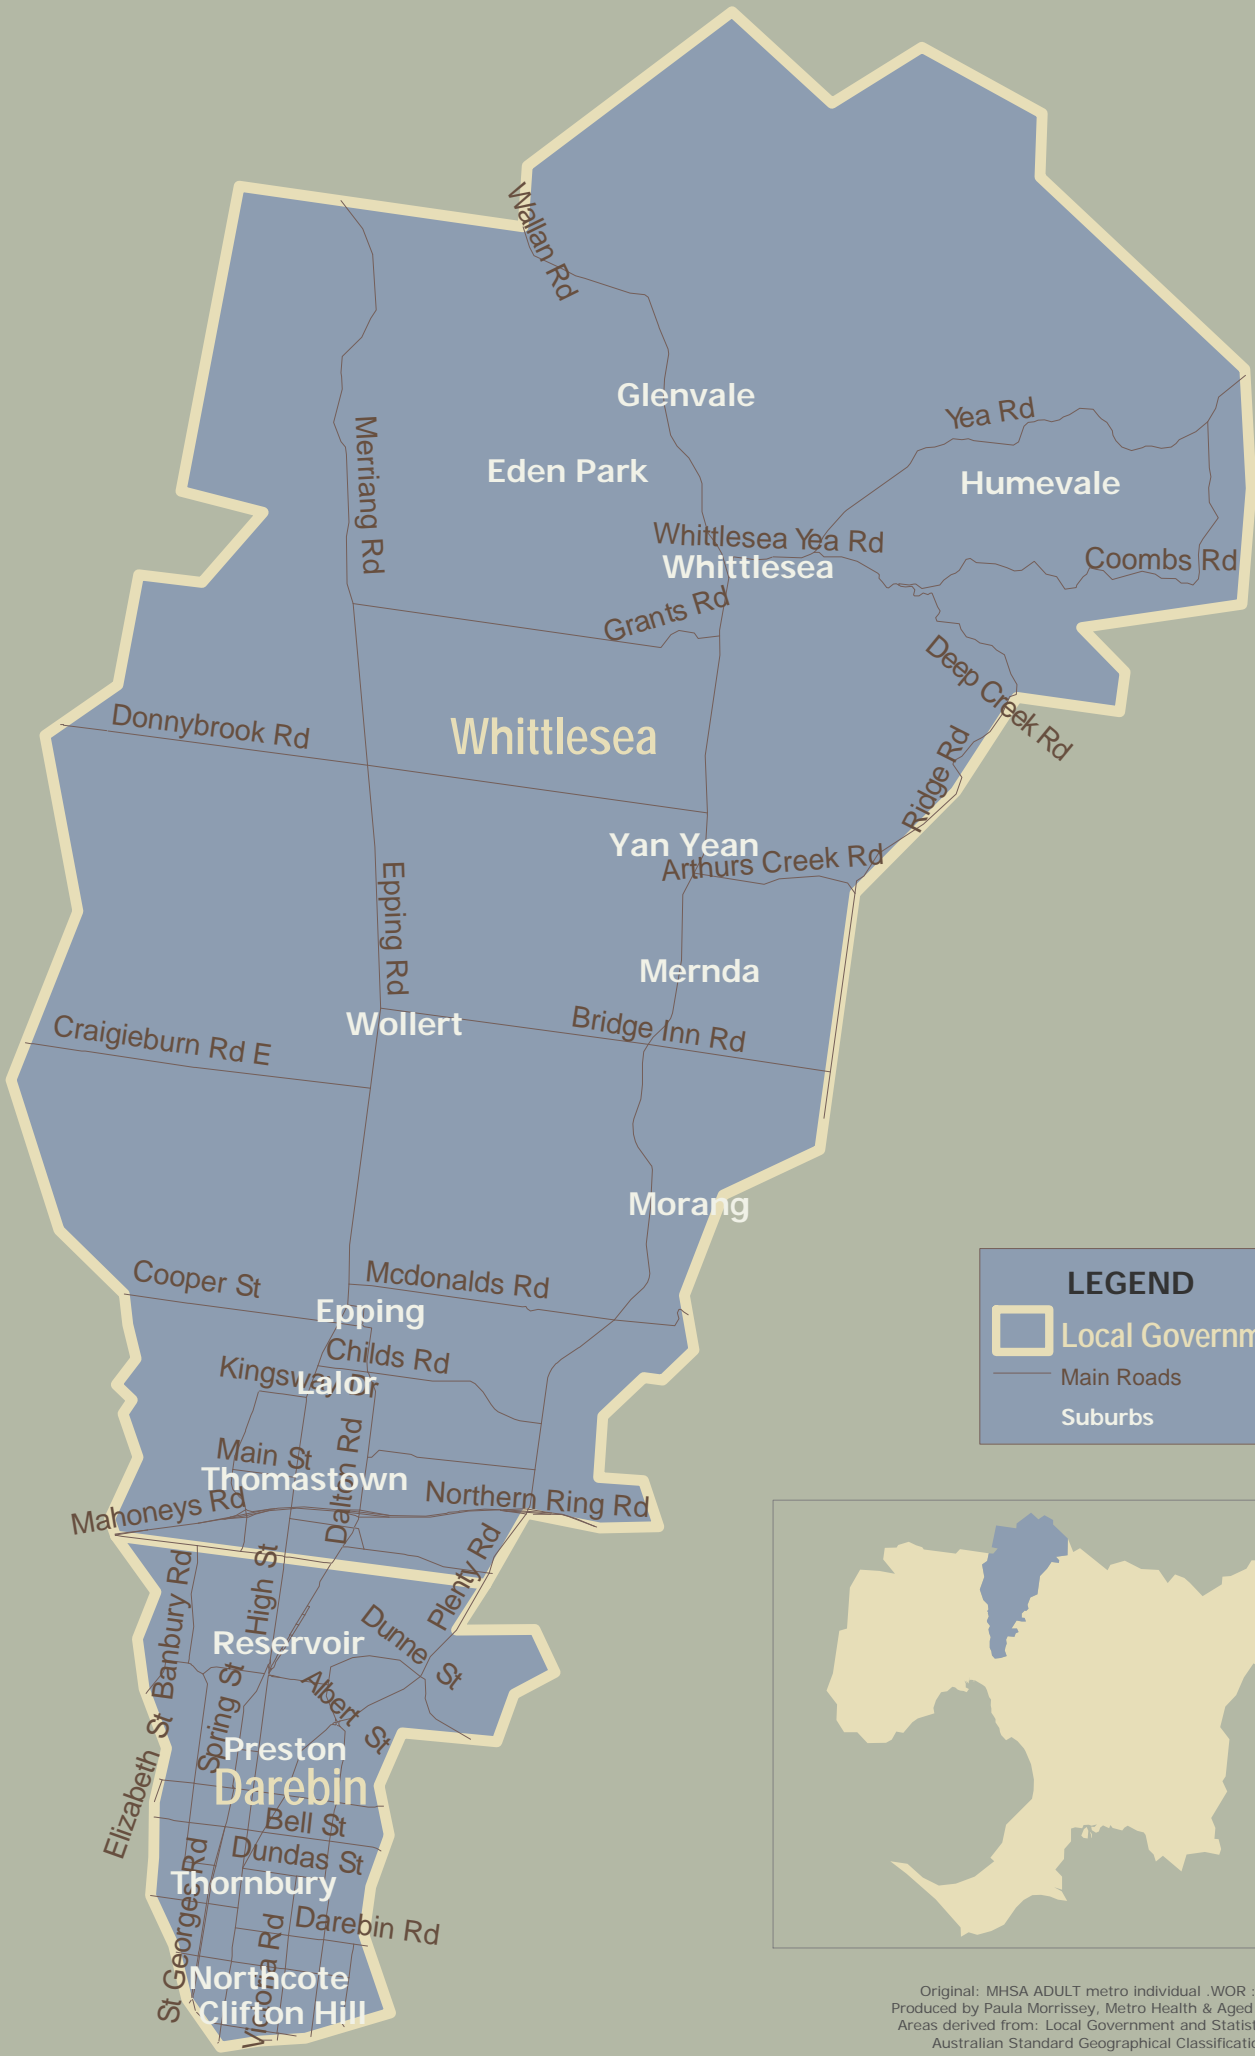 Wallan Rd
Glenvale
Yea Rd
Merriang Rd
Eden Park
Humevale
Whittlesea Yea Rd
Whittlesea
Coombs Rd
Grants Rd
Deep Creek Rd
Donnybrook Rd
Whittlesea
Ridge Rd
Yan Yean
Arthurs Creek Rd
Epping Rd
Mernda
Wollert
Bridge Inn Rd
Craigieburn Rd E
Morang
Cooper St
Mcdonalds Rd
Epping
Childs Rd
Kingsway Dr
Lalor
Main St
Dalton Rd
Thomastown
Mahoneys Rd
Northern Ring Rd
Plenty Rd
High St
Banbury Rd
Reservoir
Dunne St
Spring St
Albert St
Elizabeth St
Preston
Darebin
Bell St
Dundas St
Thornbury
St Georges Rd
Darebin Rd
Victoria Rd
Northcote
Clifton Hill
LEGEND
Local Governm
Main Roads
Suburbs
Original: MHSA ADULT metro individual .WOR :
Produced by Paula Morrissey, Metro Health & Aged
Areas derived from: Local Government and Statist
Australian Standard Geographical Classificatio